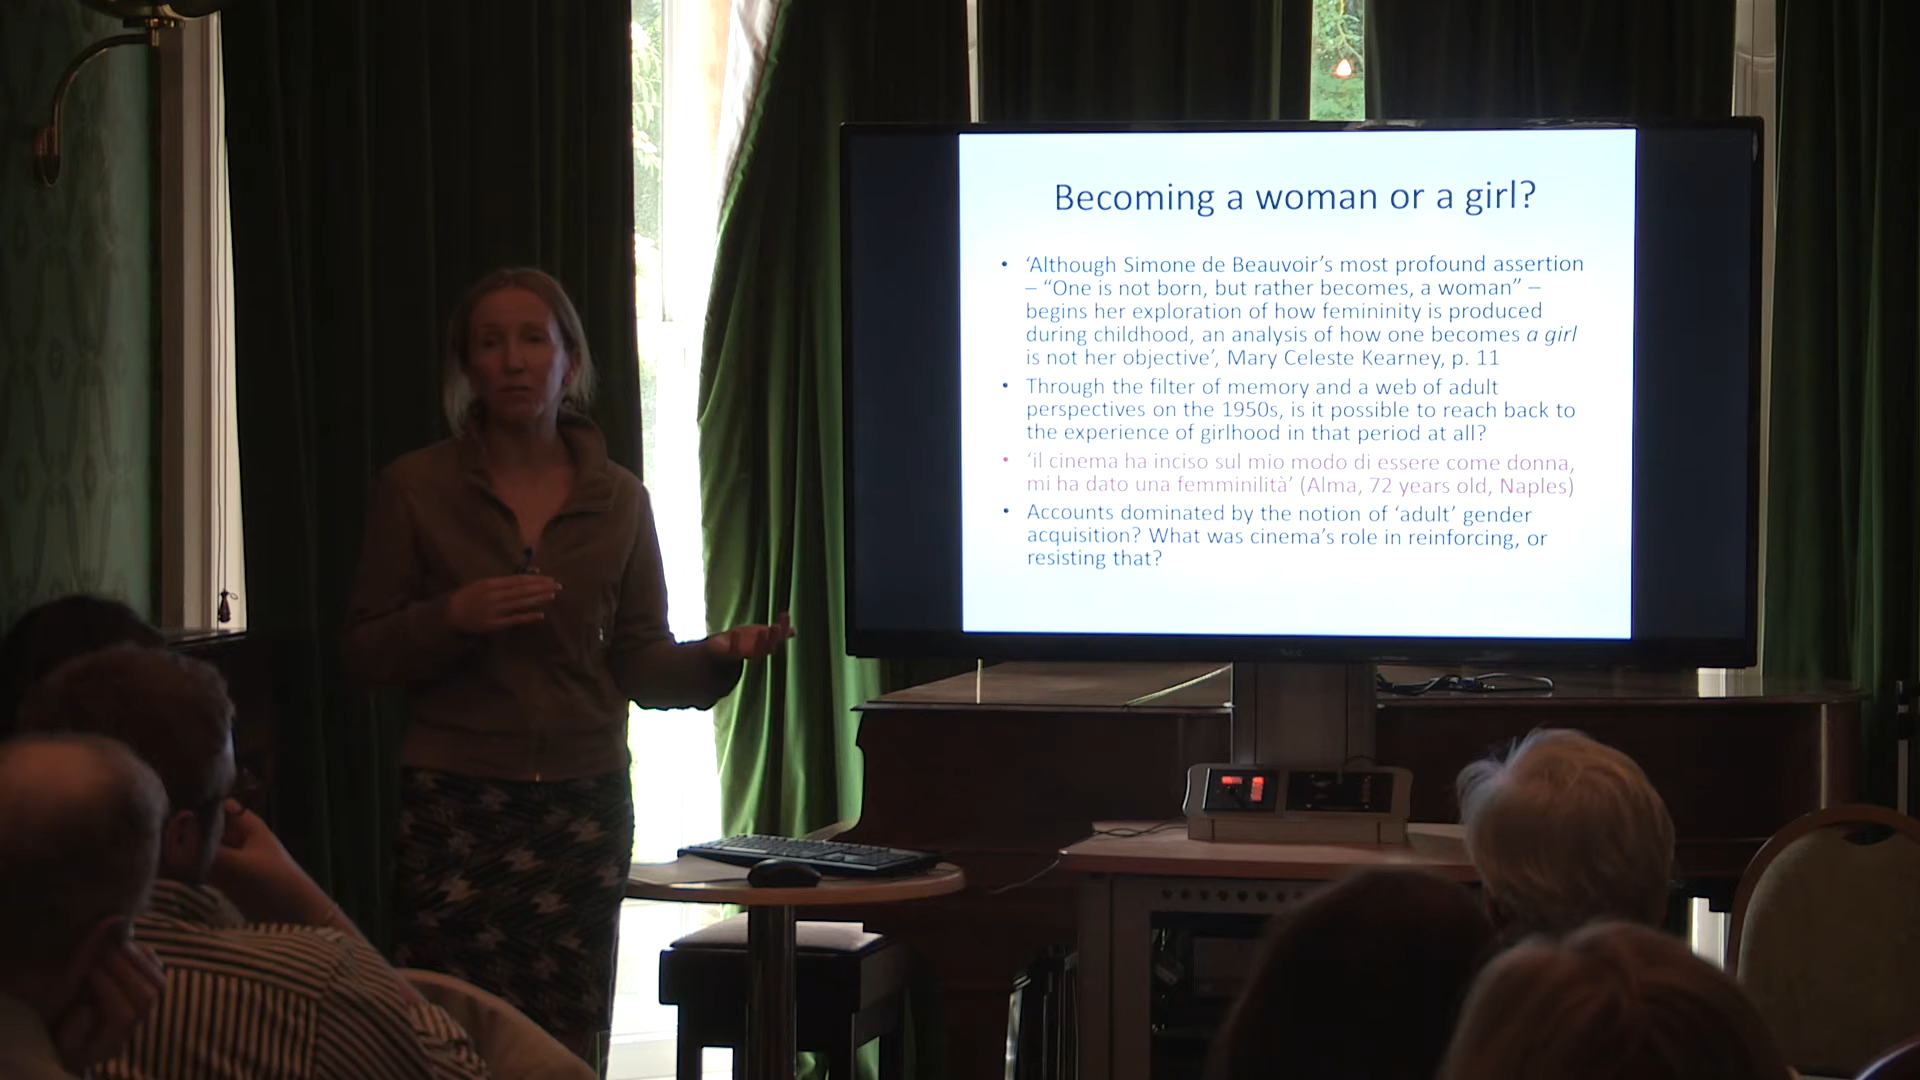 Becoming a woman or a girl?
• ‘Although Simone de Beauvoir’s most profound assertion
– “One is not born, but rather becomes, a woman” –
begins her exploration of how femininity is produced
during childhood, an analysis of how one becomes a girl
is not her objective’, Mary Celeste Kearney, p. 11
• Through the filter of memory and a web of adult
perspectives on the 1950s, is it possible to reach back to
the experience of girlhood in that period at all?
• ‘il cinema ha inciso sul mio modo di essere come donna,
mi ha dato una femminilità’ (Alma, 72 years old, Naples)
• Accounts dominated by the notion of ‘adult’ gender
acquisition? What was cinema’s role in reinforcing, or
resisting that?